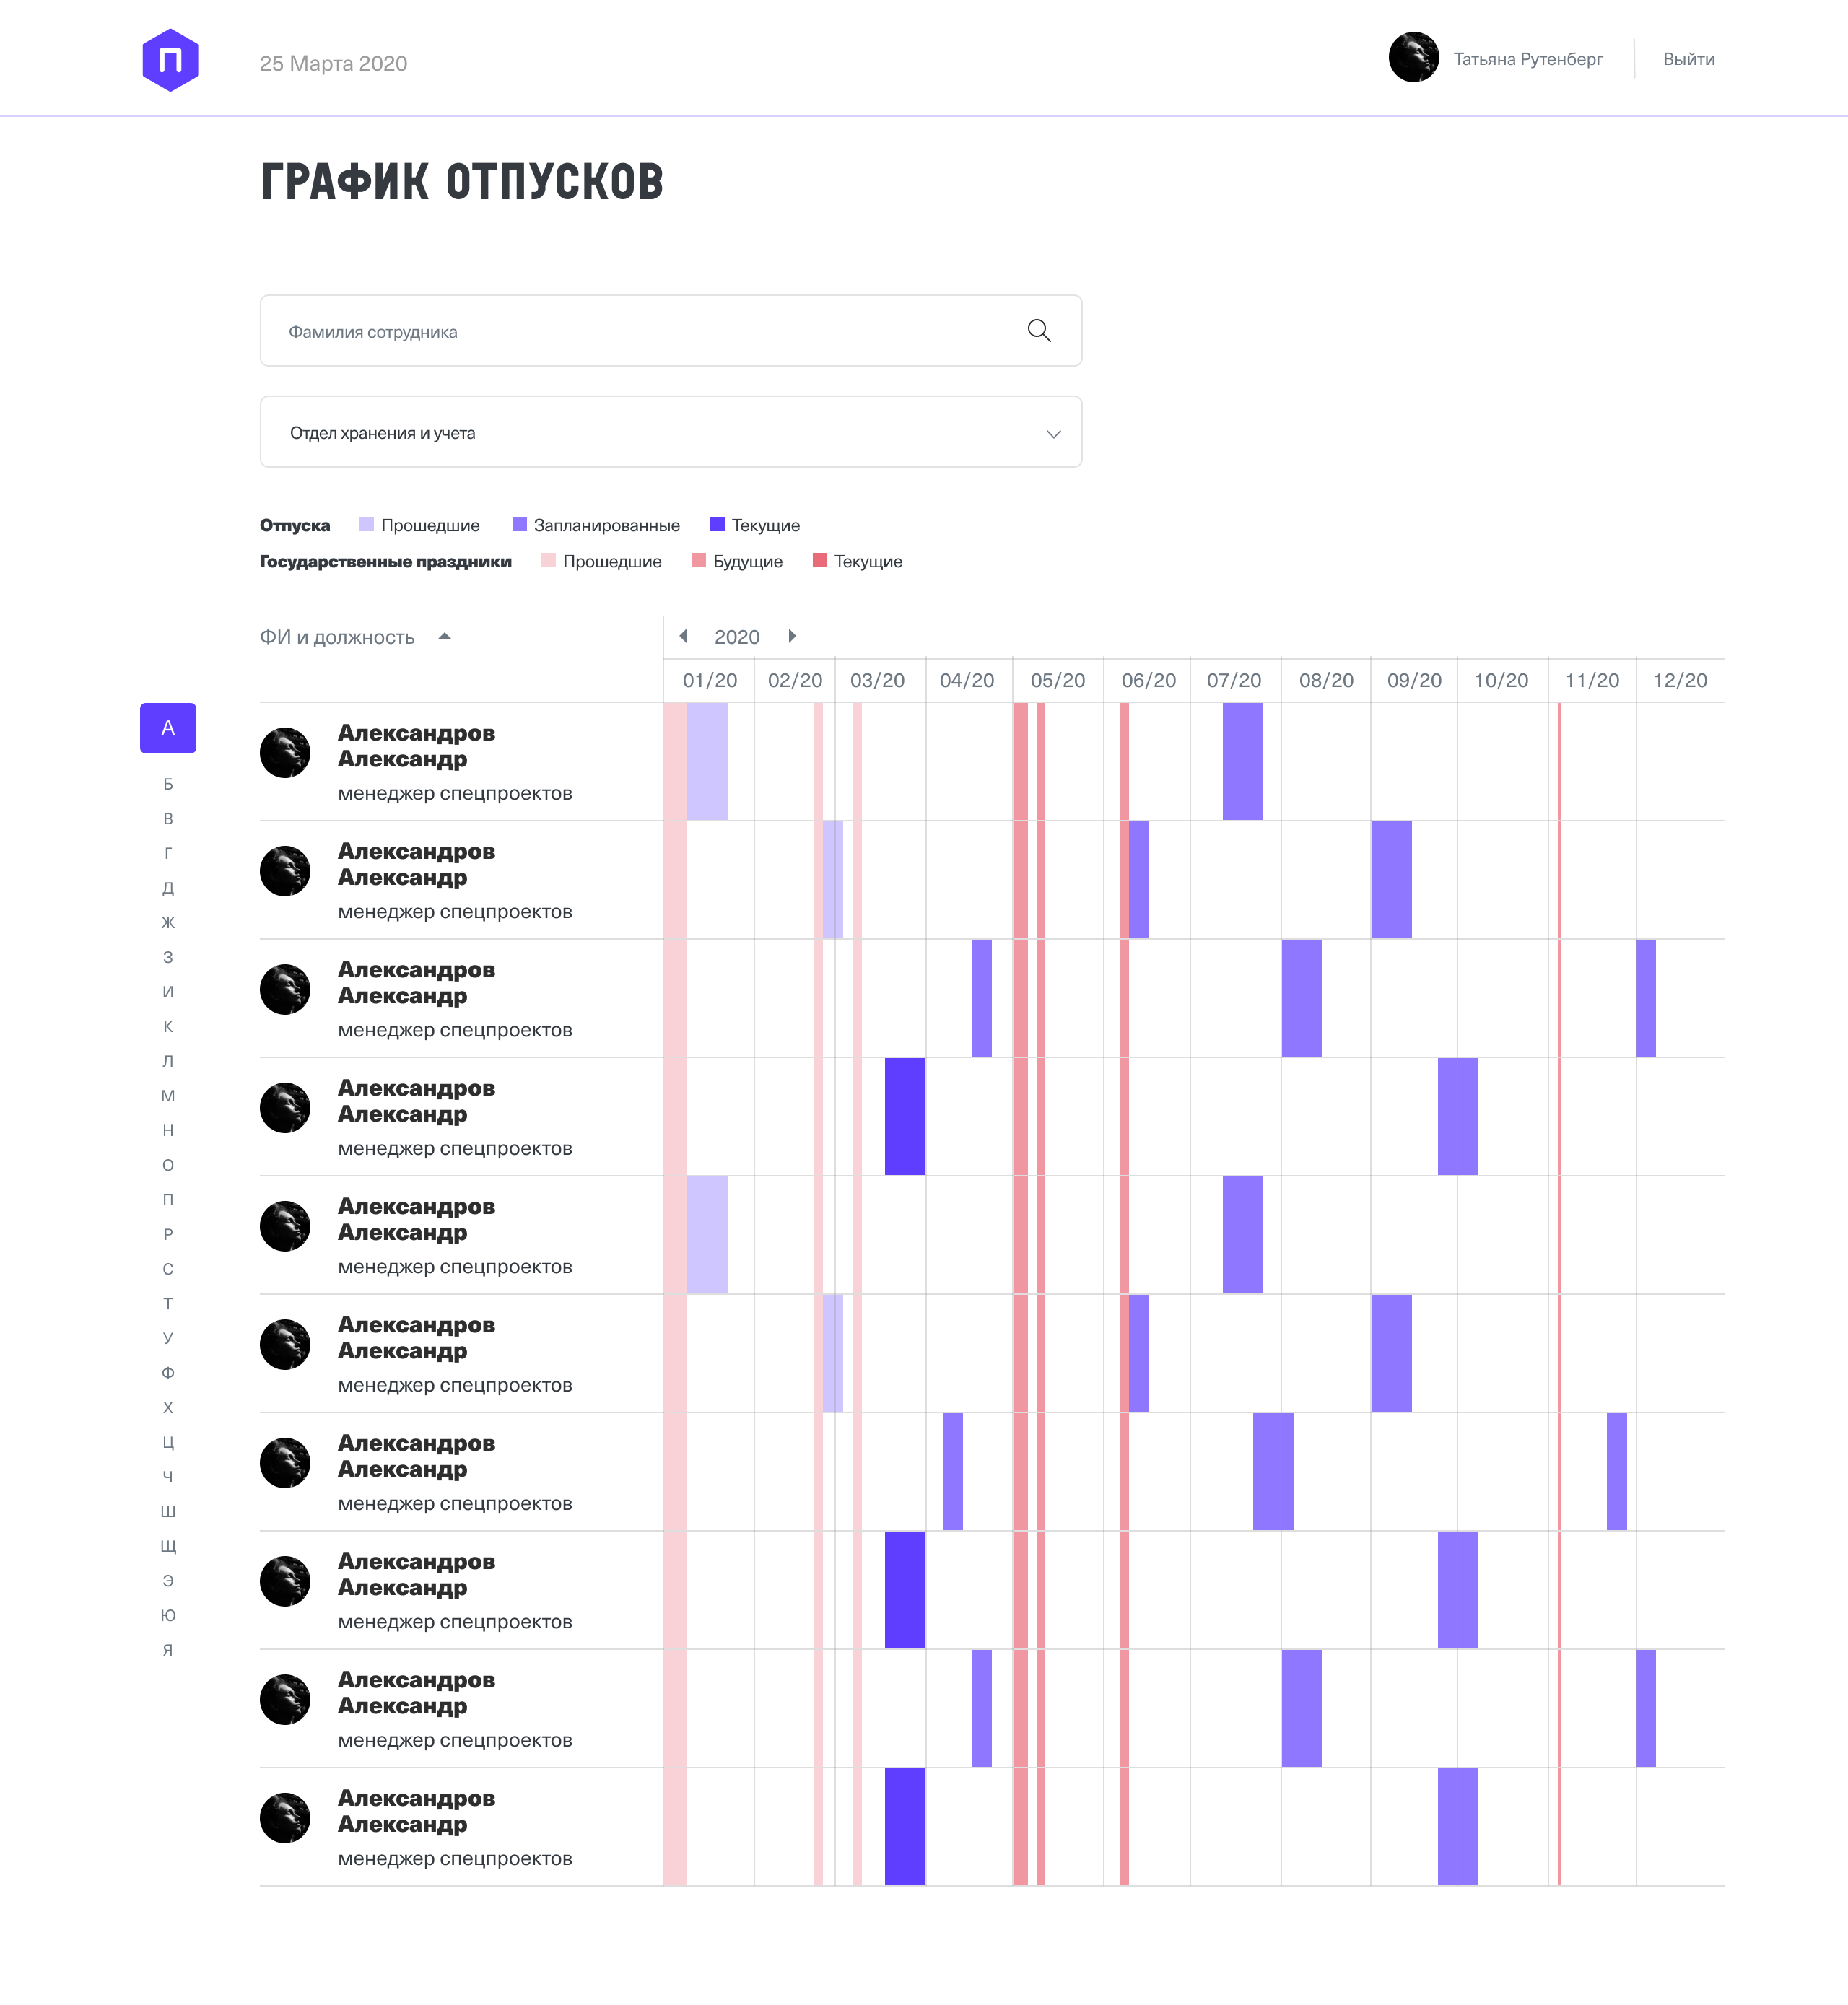 П
25 Марта 2020
Татьяна Рутенберг
Выйти
ГРАФИК ОТПУСКОВ
Фамилия сотрудника
Отдел хранения и учета
Отпуска Прошедшие Запланированные Текущие
Государственные праздники Прошедшие Будущие Текущие
ФИ и должность
2020
01/20 02/20 03/20 04/20 05/20 06/20 07/20 08/20 09/20 10/20 11/20 12/20
А
Б
В
Г
Д
Ж
З
И
К
Л
М
Н
О
П
Р
С
Т
У
Ф
Х
Ц
Ч
Ш
Щ
Э
Ю
Я
Александров
Александр
менеджер спецпроектов
Александров
Александр
менеджер спецпроектов
Александров
Александр
менеджер спецпроектов
Александров
Александр
менеджер спецпроектов
Александров
Александр
менеджер спецпроектов
Александров
Александр
менеджер спецпроектов
Александров
Александр
менеджер спецпроектов
Александров
Александр
менеджер спецпроектов
Александров
Александр
менеджер спецпроектов
Александров
Александр
менеджер спецпроектов